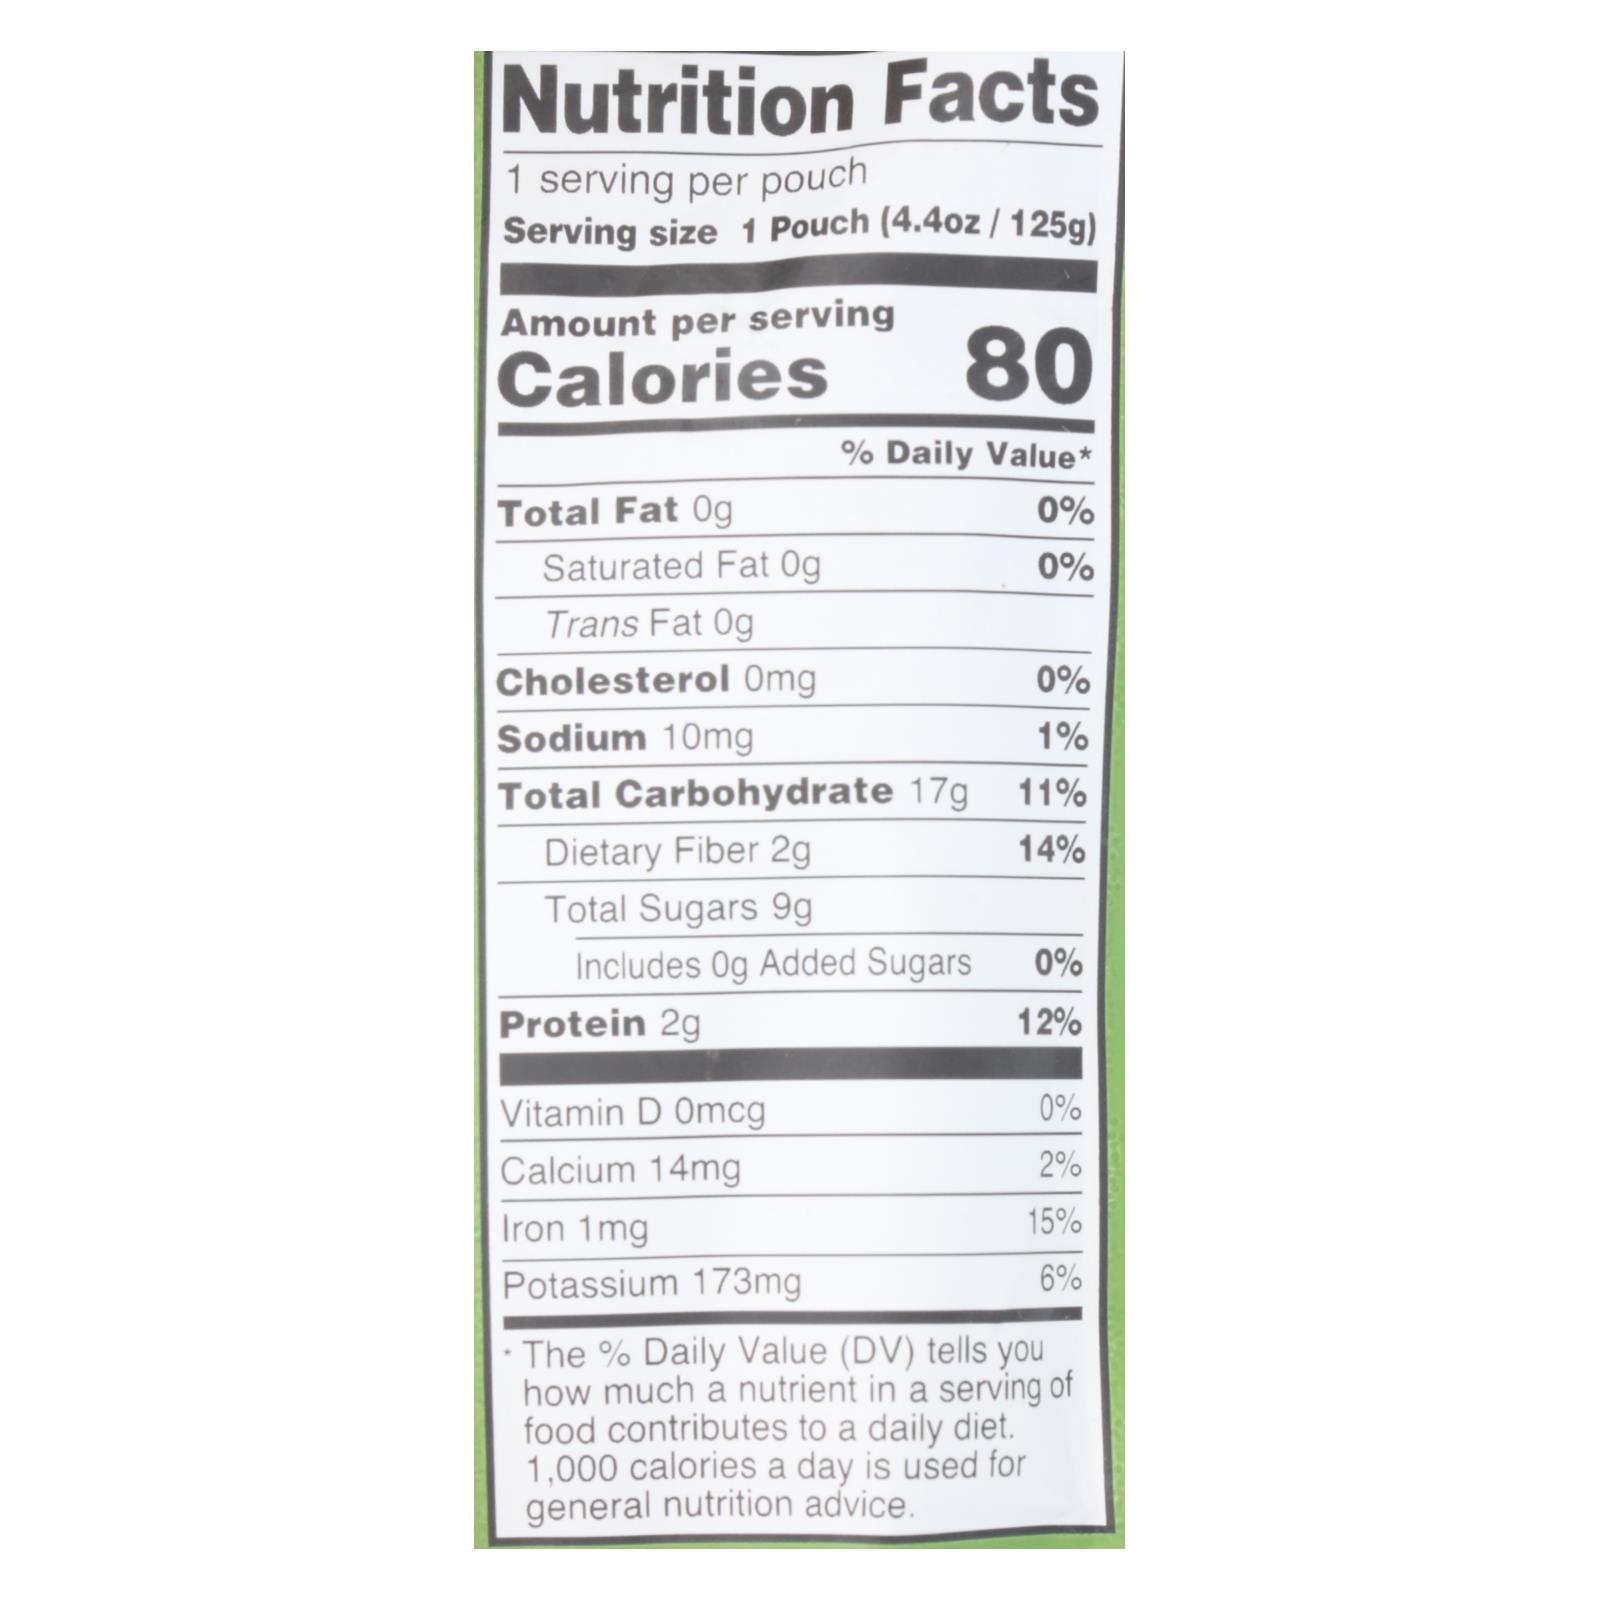 Nutrition Facts
1 serving per pouch
Serving size 1 Pouch (4.4oz / 125g)
Amount per serving
Calories 80
% Daily Value*
Total Fat 0g 0%
Saturated Fat 0g 0%
Trans Fat 0g
Cholesterol 0mg 0%
Sodium 10mg 1%
Total Carbohydrate 17g 11%
Dietary Fiber 2g 14%
Total Sugars 9g
Includes 0g Added Sugars 0%
Protein 2g 12%
Vitamin D 0mcg 0%
Calcium 14mg 2%
Iron 1mg 15%
Potassium 173mg 6%
* The % Daily Value (DV) tells you
how much a nutrient in a serving of
food contributes to a daily diet.
1,000 calories a day is used for
general nutrition advice.